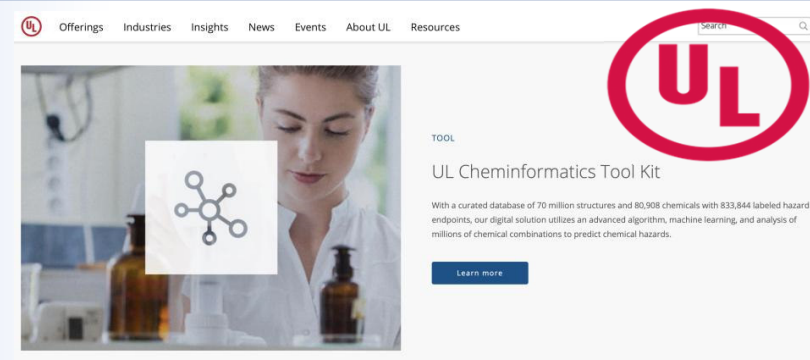 UL Offerings Industries Insights News Events About UL Resources Search
UL
TOOL
UL Cheminformatics Tool Kit
With a curated database of 70 million structures and 80,908 chemicals with 833,844 labeled hazard
endpoints, our digital solution utilizes an advanced algorithm, machine learning, and analysis of
millions of chemical combinations to predict chemical hazards.
Learn more